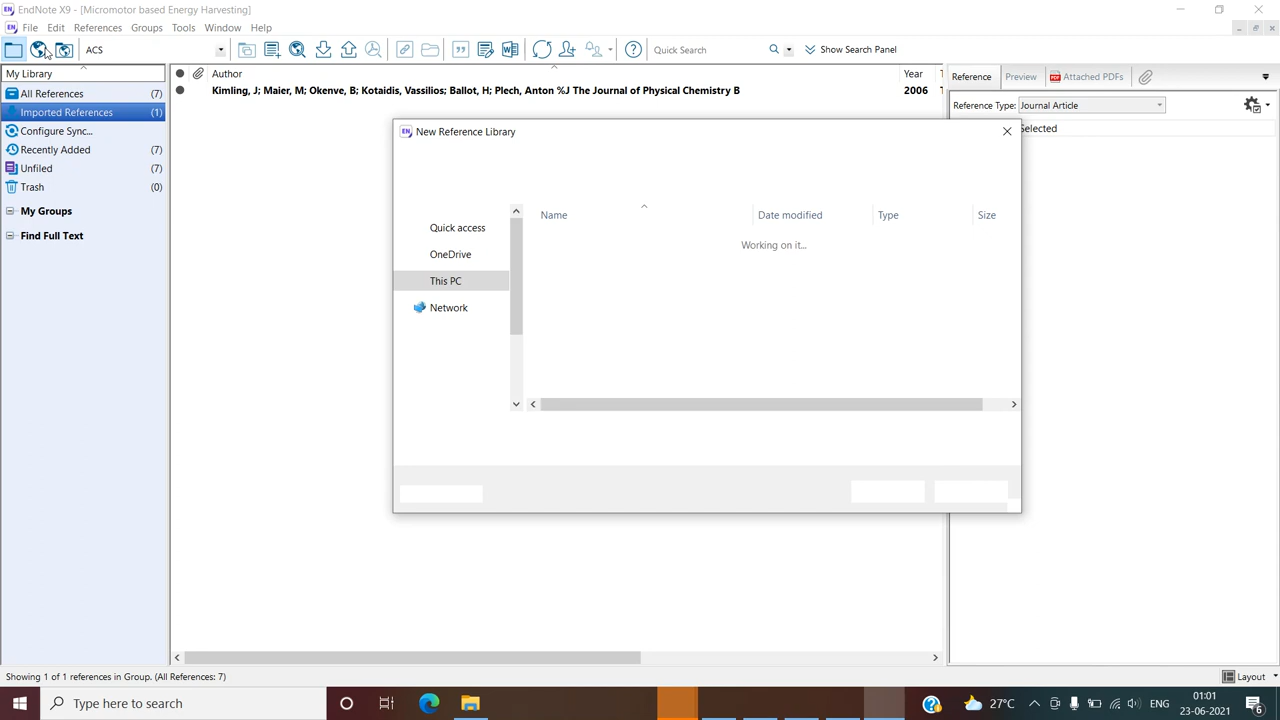 EndNote X9 - [Micromotor based Energy Harvesting]
File Edit References Groups Tools Window Help
ACS
Quick Search
Show Search Panel
My Library
Author
Year
Reference
Preview
Attached PDFs
All References (7)
Kimling, J; Maier, M; Okenve, B; Kotaidis, Vassilios; Ballot, H; Plech, Anton %J The Journal of Physical Chemistry B
2006
Reference Type: Journal Article
Imported References (1)
Selected
Configure Sync...
Recently Added (7)
Unfiled (7)
Trash (0)
My Groups
Find Full Text
New Reference Library
Name
Date modified
Type
Size
Quick access
Working on it...
OneDrive
This PC
Network
Showing 1 of 1 references in Group. (All References: 7)
Layout
Type here to search
27°C
ENG
01:01
23-06-2021
6